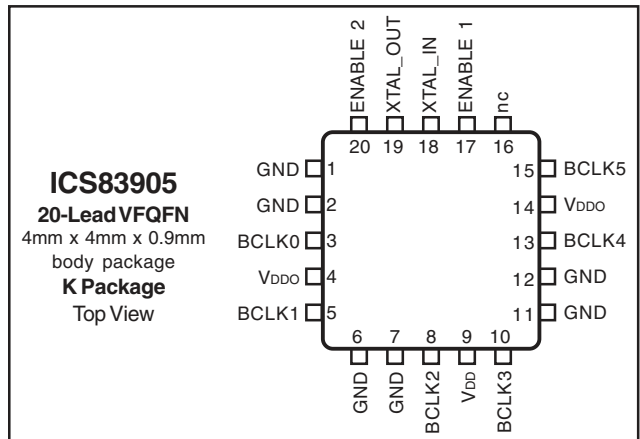 ENABLE 2
XTAL_OUT
XTAL_IN
ENABLE 1
nc
20 19 18 17 16
ICS83905
20-Lead VFQFN
4mm x 4mm x 0.9mm
body package
K Package
Top View
GND 1
GND 2
BCLK0 3
VDDO 4
BCLK1 5
15 BCLK5
14 VDDO
13 BCLK4
12 GND
11 GND
6 7 8 9 10
GND
GND
BCLK2
VDD
BCLK3